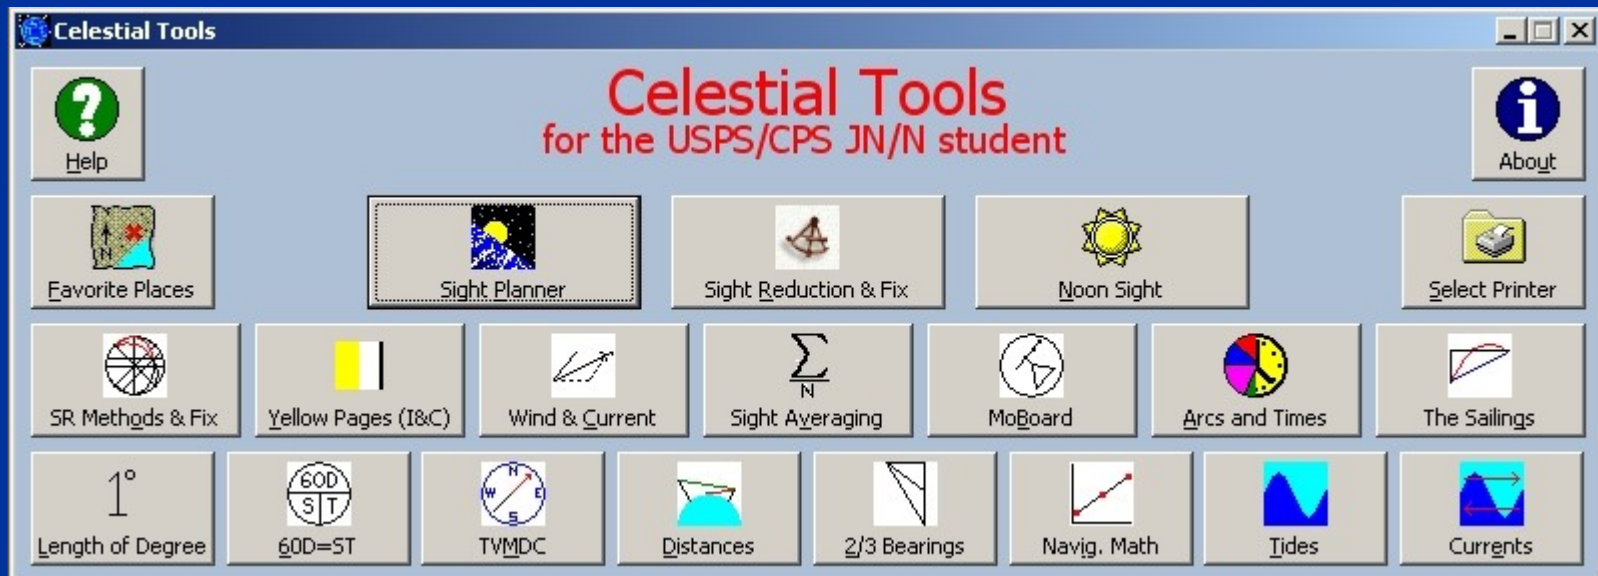 Celestial Tools
Celestial Tools
for the USPS/CPS JN/N student
Help
About
N
Favorite Places
Sight Planner
Sight Reduction & Fix
Noon Sight
Select Printer
N
SR Methods & Fix
Yellow Pages (I&C)
Wind & Current
Sight Averaging
MoBoard
Arcs and Times
The Sailings
1°
60D
S T
N
W E
S
Length of Degree
60D=ST
TVMDC
Distances
2/3 Bearings
Navig. Math
Tides
Currents